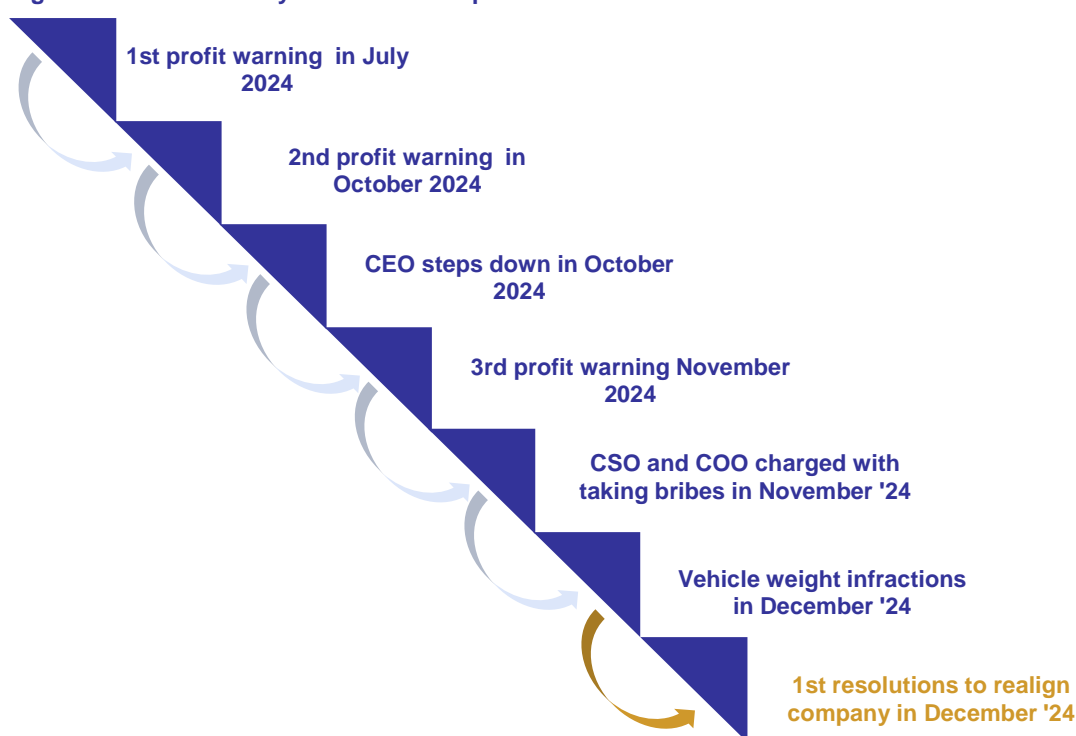 1st profit warning in July
2024
2nd profit warning in
October 2024
CEO steps down in October
2024
3rd profit warning November
2024
CSO and COO charged with
taking bribes in November '24
Vehicle weight infractions
in December '24
1st resolutions to realign
company in December '24